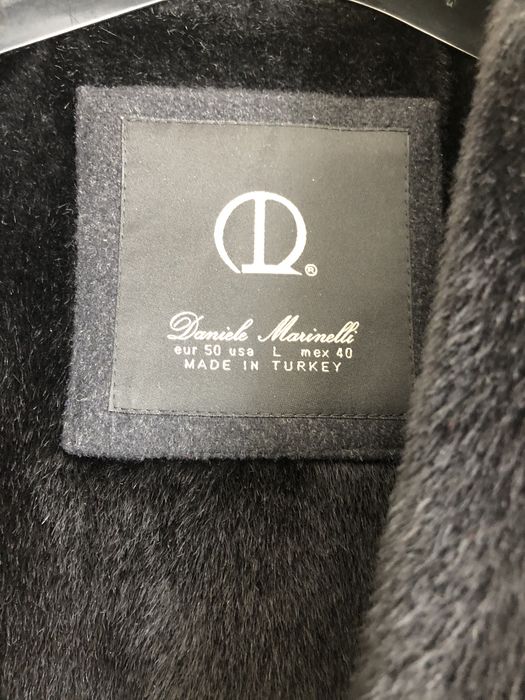 ®
Daniele Marinelli
eur 50 usa L mex 40
MADE IN TURKEY